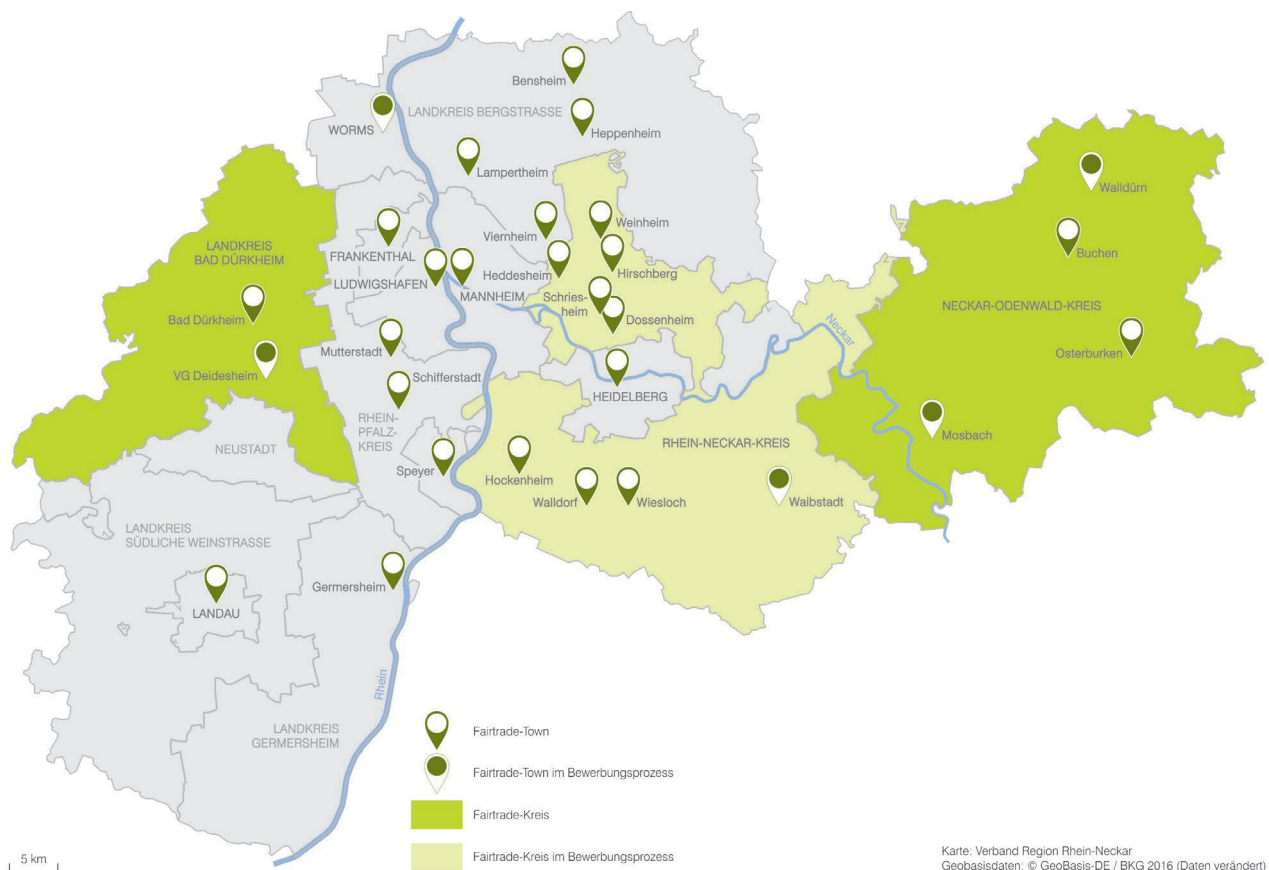 Bensheim
LANDKREIS BERGSTRASSE
WORMS
Heppenheim
Lampertheim
Walldürn
Weinheim
Viernheim
Buchen
LANDKREIS
BAD DÜRKHEIM
FRANKENTHAL
Heddesheim
Hirschberg
LUDWIGSHAFEN
MANNHEIM
Schries-
heim
NECKAR-ODENWALD-KREIS
Bad Dürkheim
Dossenheim
Neckar
Mutterstadt
Osterburken
VG Deidesheim
Schifferstadt
HEIDELBERG
RHEIN-
PFALZ-
KREIS
Mosbach
NEUSTADT
RHEIN-NECKAR-KREIS
Speyer
Hockenheim
Walldorf
Wiesloch
Waibstadt
LANDKREIS
SÜDLICHE WEINSTRASSE
Germersheim
LANDAU
Rhein
LANDKREIS
GERMERSHEIM
Fairtrade-Town
Fairtrade-Town im Bewerbungsprozess
Fairtrade-Kreis
Fairtrade-Kreis im Bewerbungsprozess
5 km
Karte: Verband Region Rhein-Neckar
Geobasisdaten: © GeoBasis-DE / BKG 2016 (Daten verändert)